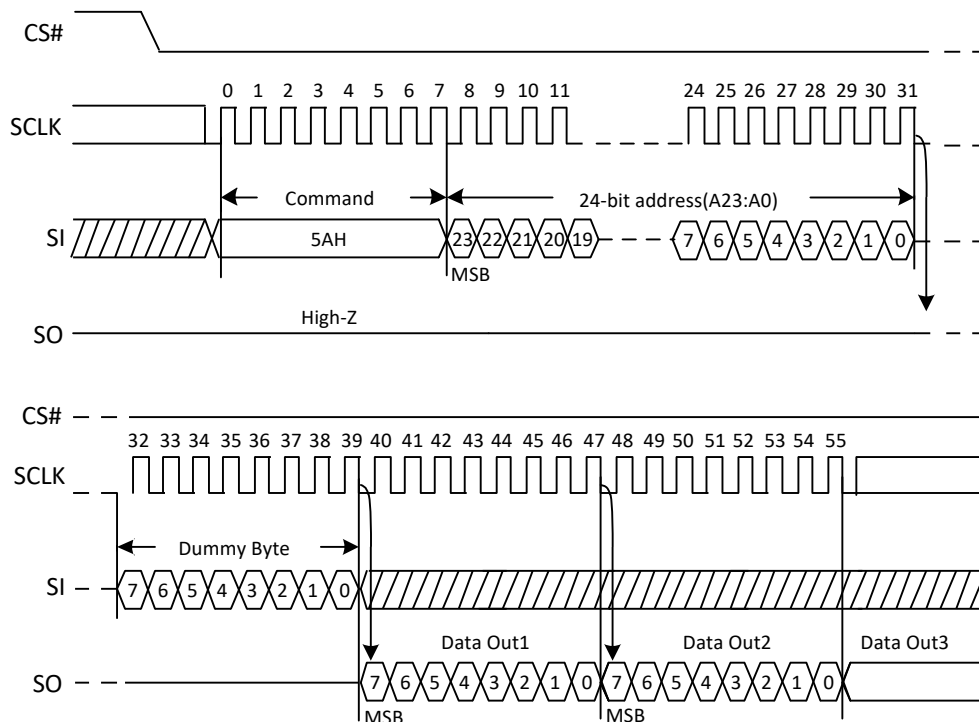 CS#
0 1 2 3 4 5 6 7 8 9 10 11 24 25 26 27 28 29 30 31
SCLK
Command 24-bit address(A23:A0)
SI 5AH 23 22 21 20 19 7 6 5 4 3 2 1 0
MSB
High-Z
SO
CS#
32 33 34 35 36 37 38 39 40 41 42 43 44 45 46 47 48 49 50 51 52 53 54 55
SCLK
Dummy Byte
SI 7 6 5 4 3 2 1 0
Data Out1 Data Out2 Data Out3
SO 7 6 5 4 3 2 1 0 7 6 5 4 3 2 1 0
MSB MSB